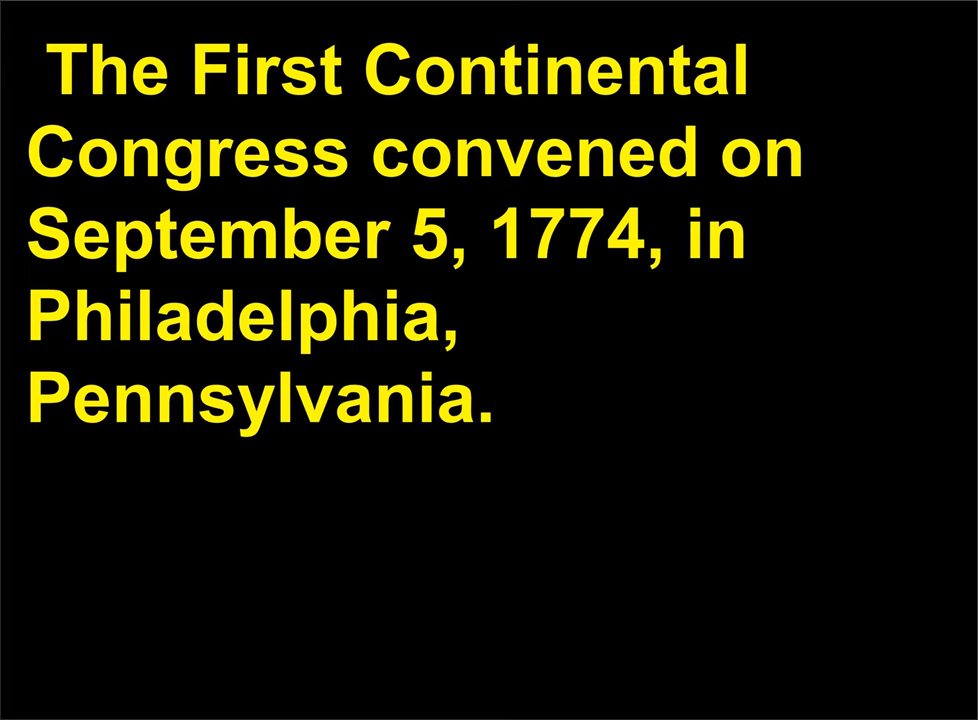 The First Continental
Congress convened on
September 5, 1774, in
Philadelphia,
Pennsylvania.